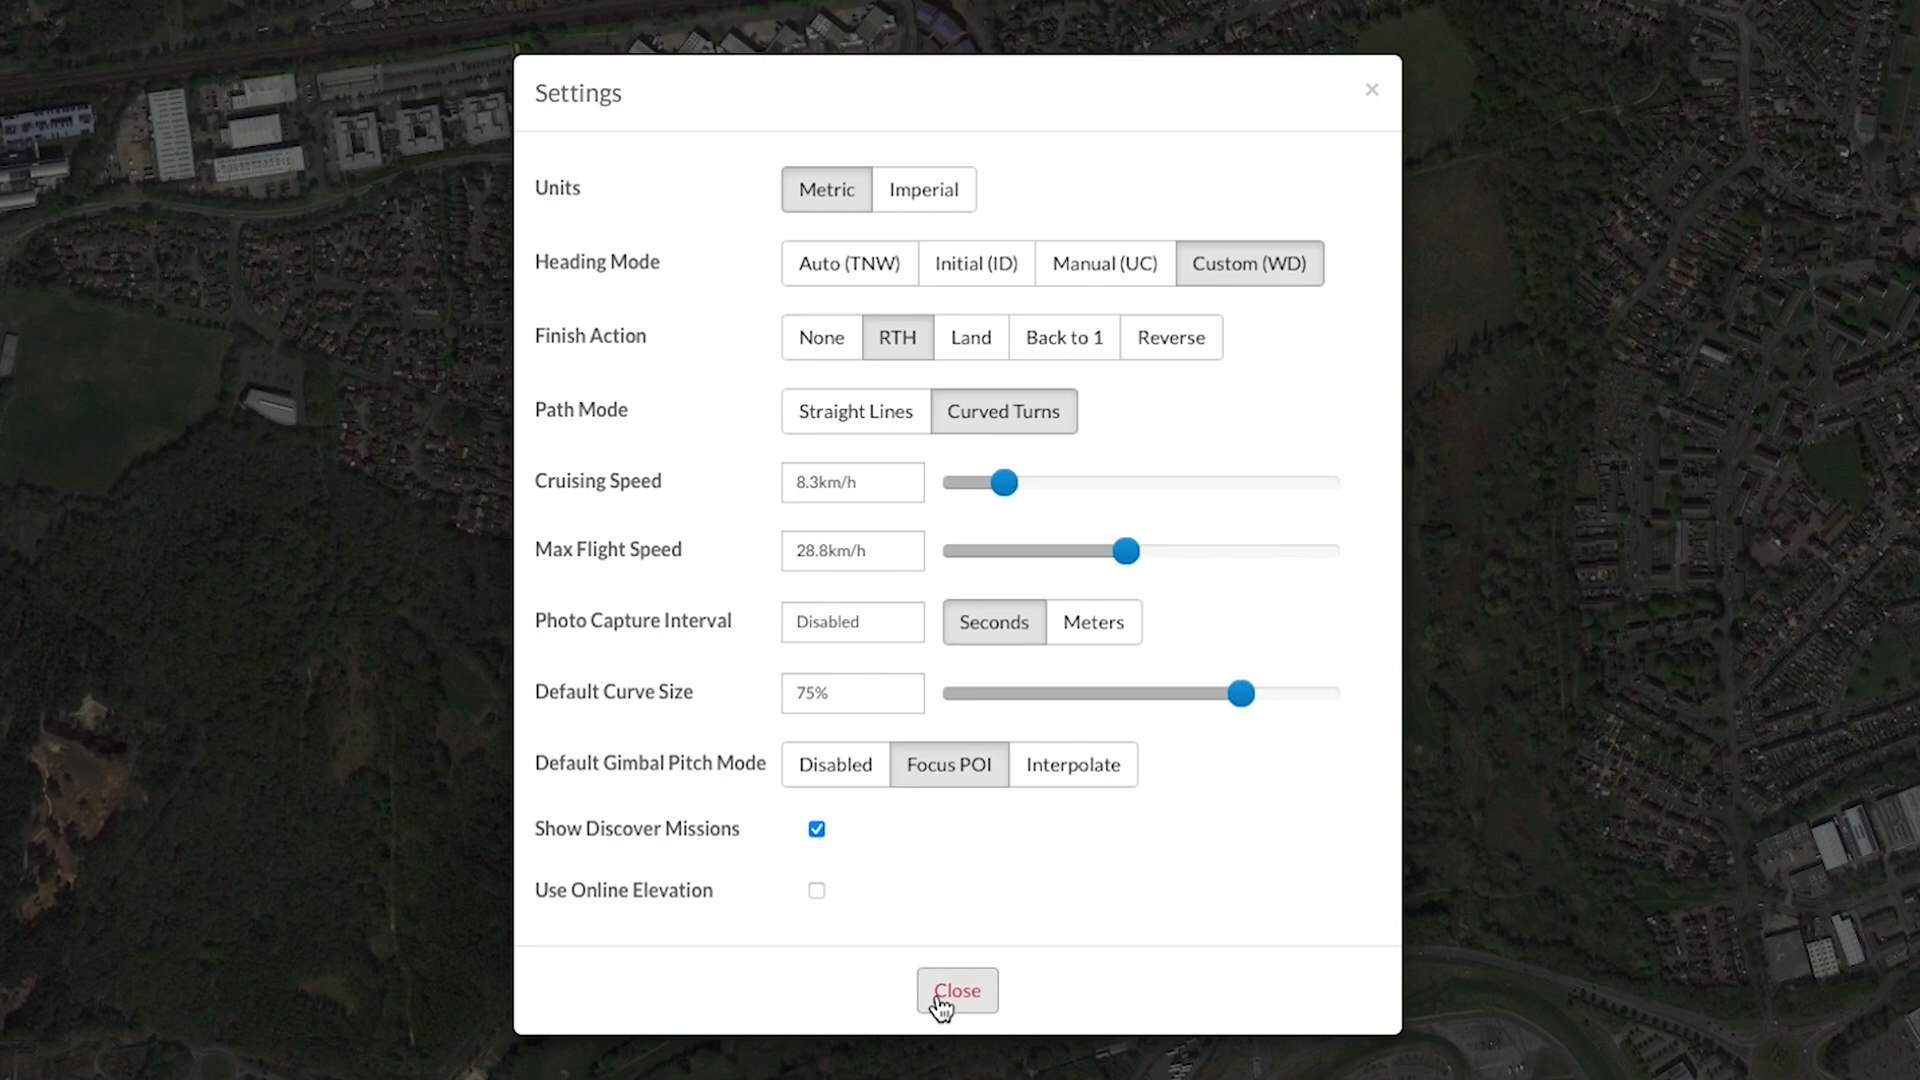 Settings ×
Units Metric Imperial
Heading Mode Auto (TNW) Initial (ID) Manual (UC) Custom (WD)
Finish Action None RTH Land Back to 1 Reverse
Path Mode Straight Lines Curved Turns
Cruising Speed 8.3km/h
Max Flight Speed 28.8km/h
Photo Capture Interval Disabled Seconds Meters
Default Curve Size 75%
Default Gimbal Pitch Mode Disabled Focus POI Interpolate
Show Discover Missions
Use Online Elevation
Close